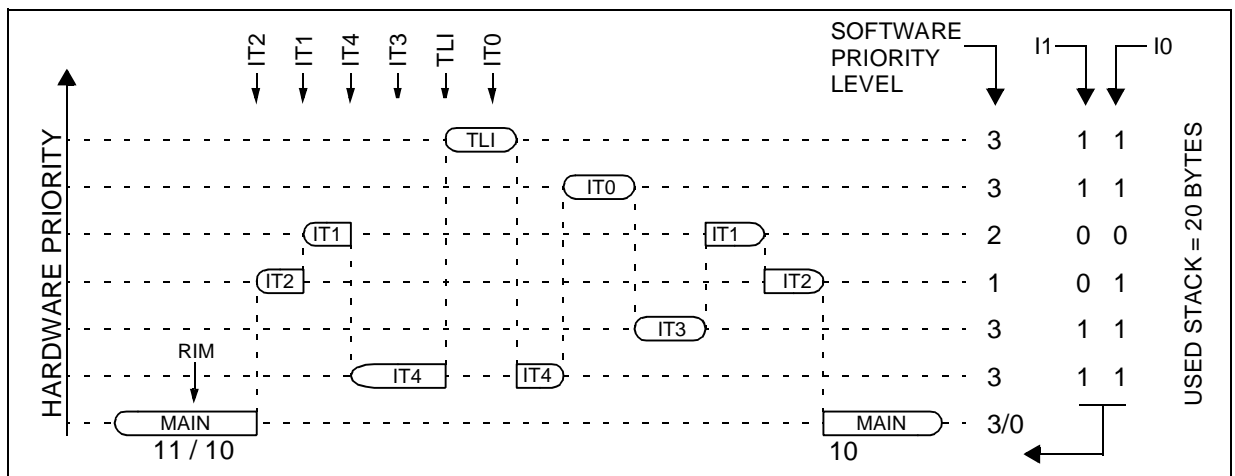 SOFTWARE
PRIORITY
LEVEL
I1
I0
IT2
IT1
IT4
IT3
TLI
IT0
HARDWARE PRIORITY
USED STACK = 20 BYTES
TLI
3
1 1
IT0
3
1 1
IT1
IT1
2
0 0
IT2
IT2
1
0 1
IT3
3
1 1
RIM
IT4
IT4
3
1 1
MAIN
MAIN
3/0
11 / 10
10